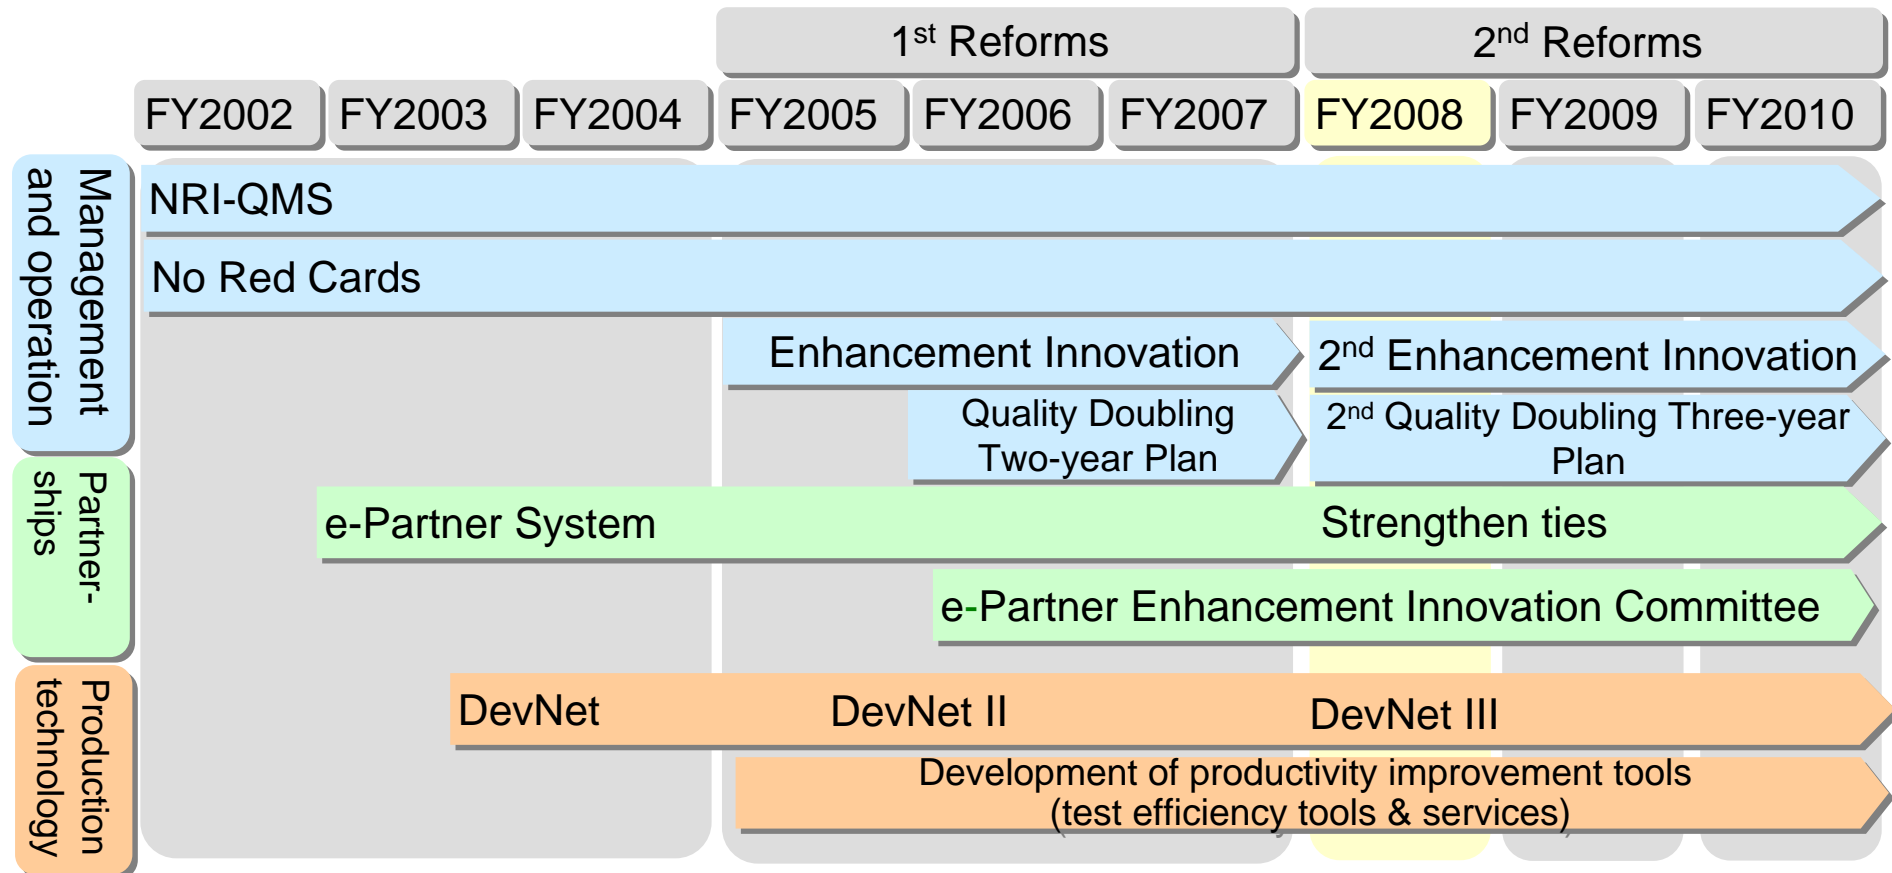 1st Reforms
2nd Reforms
FY2002
FY2003
FY2004
FY2005
FY2006
FY2007
FY2008
FY2009
FY2010
Management
and operation
NRI-QMS
No Red Cards
Enhancement Innovation
2nd Enhancement Innovation
Quality Doubling
Two-year Plan
2nd Quality Doubling Three-year
Plan
Partner-
ships
e-Partner System
Strengthen ties
e-Partner Enhancement Innovation Committee
Production
technology
DevNet
DevNet II
DevNet III
Development of productivity improvement tools
(test efficiency tools & services)